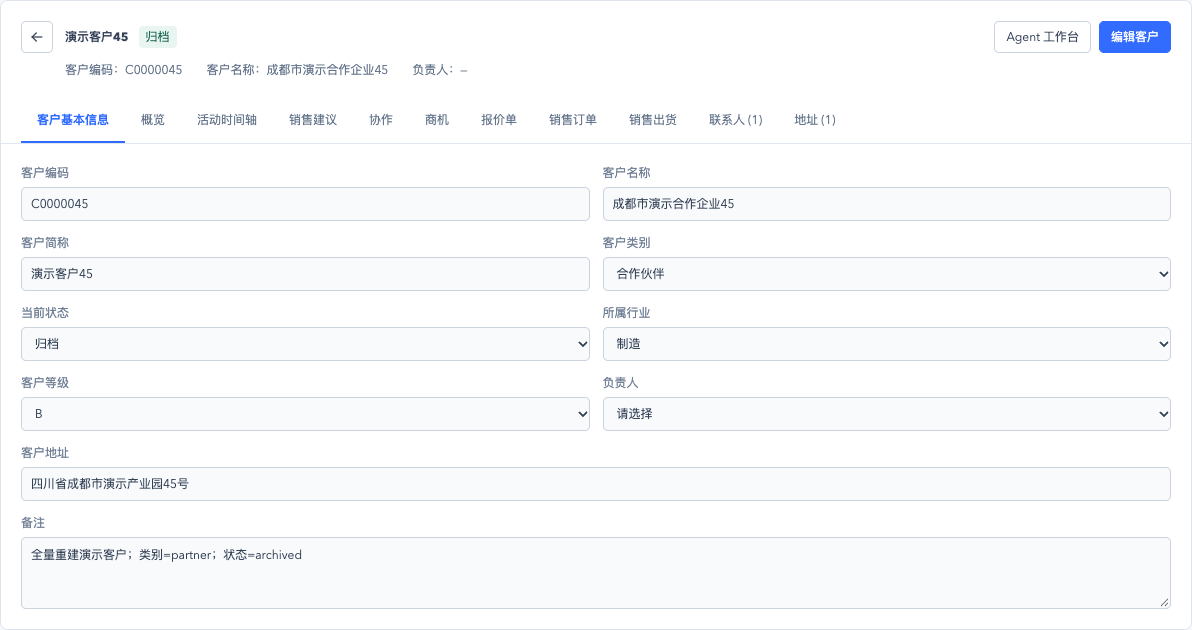 演示客户45 归档
Agent 工作台 编辑客户
客户编码：C0000045 客户名称：成都市演示合作企业45 负责人：–
客户基本信息 概览 活动时间轴 销售建议 协作 商机 报价单 销售订单 销售出货 联系人 (1) 地址 (1)
客户编码 客户名称
C0000045 成都市演示合作企业45
客户简称 客户类别
演示客户45 合作伙伴
当前状态 所属行业
归档 制造
客户等级 负责人
B 请选择
客户地址
四川省成都市演示产业园45号
备注
全量重建演示客户；类别=partner；状态=archived